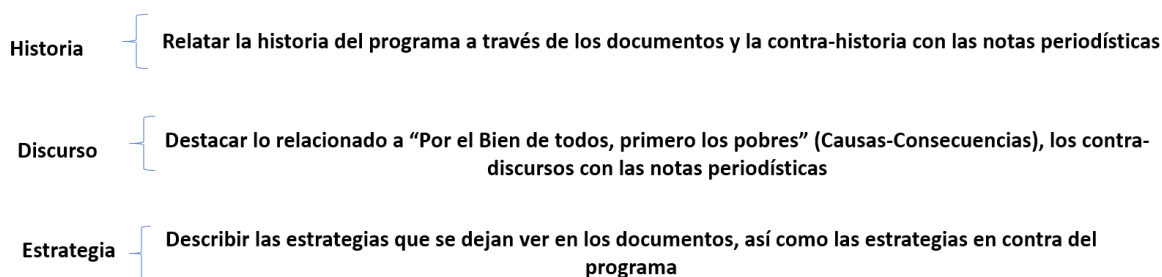 Historia
Relatar la historia del programa a través de los documentos y la contra-historia con las notas periodísticas
Discurso
Destacar lo relacionado a “Por el Bien de todos, primero los pobres” (Causas-Consecuencias), los contra-
discursos con las notas periodísticas
Estrategia
Describir las estrategias que se dejan ver en los documentos, así como las estrategias en contra del
programa